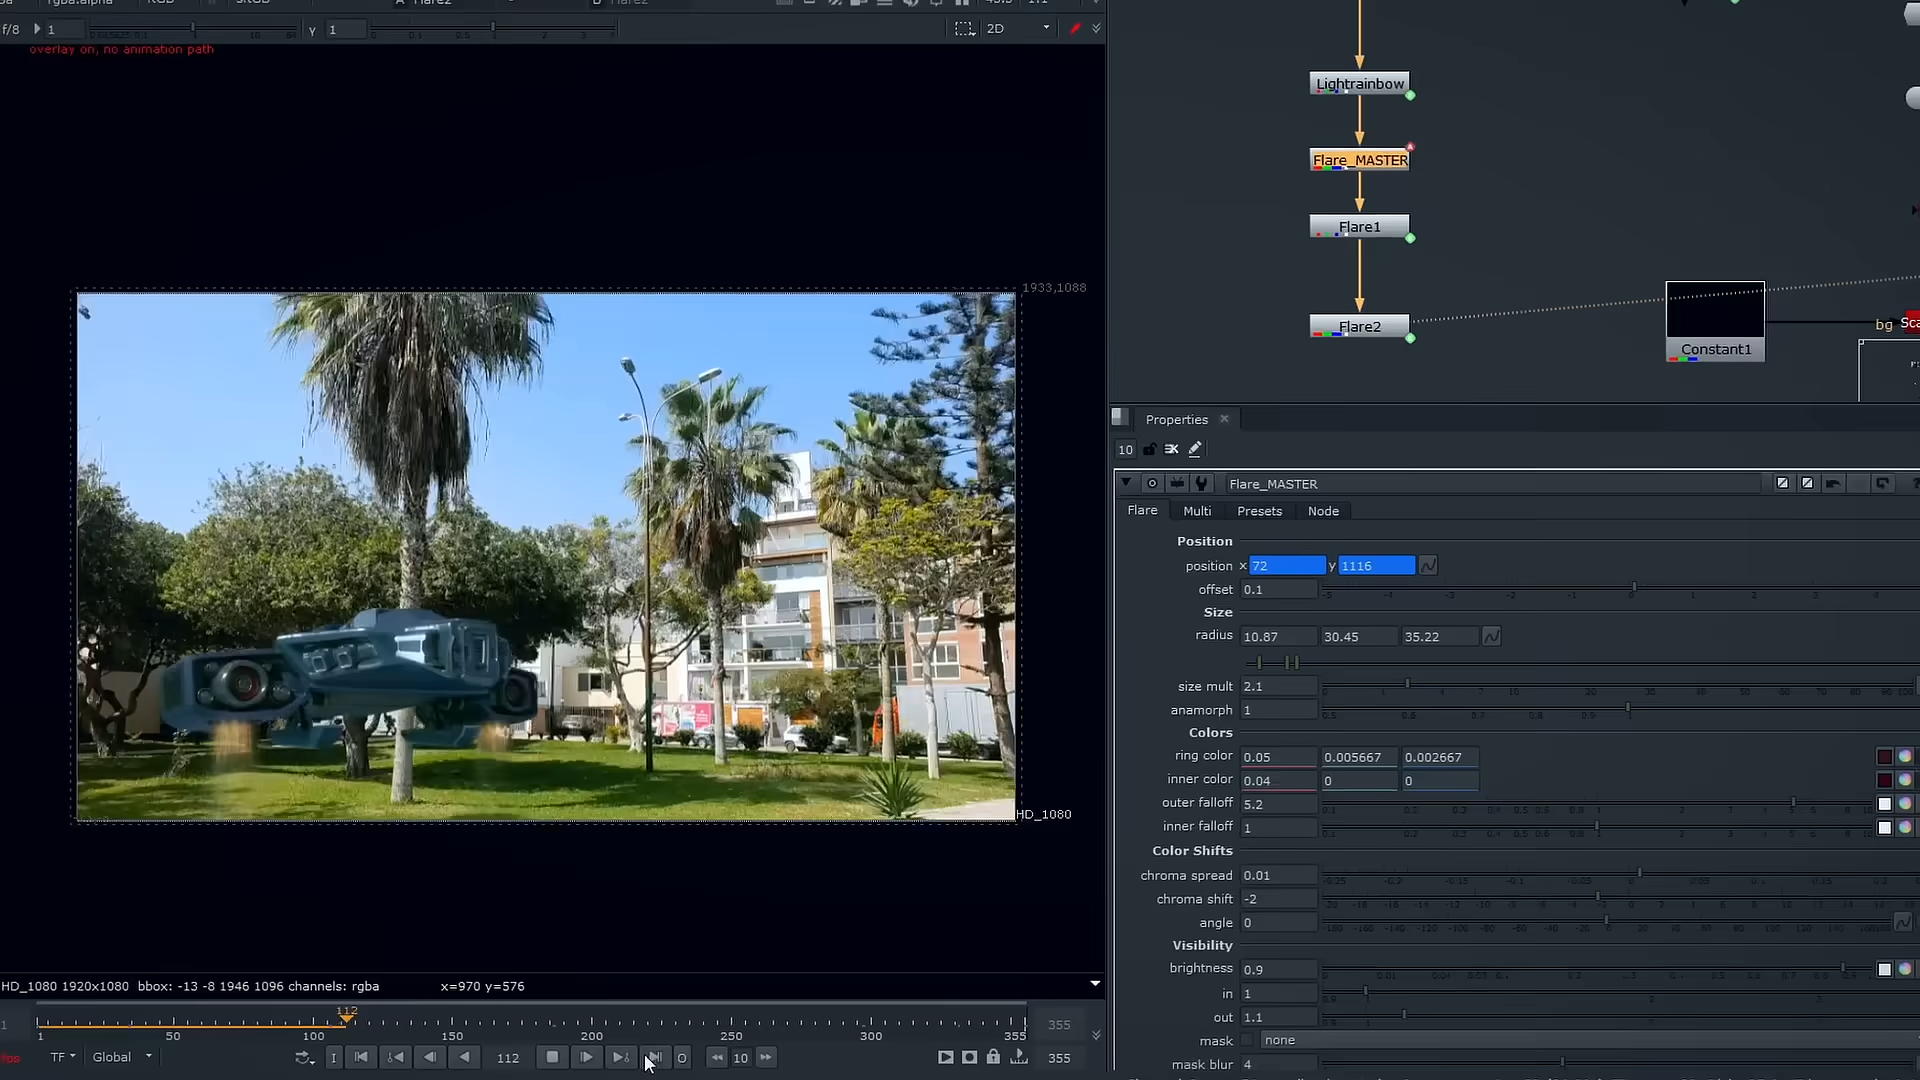 f/8 1 y 1 2D
overlay on, no animation path
1933,1088
HD_1080
HD_1080 1920x1080 bbox: -13 -8 1946 1096 channels: rgba x=970 y=576
112
1 50 100 150 200 250 300 355 355
fps TF Global I 112 O 10 355
Lightrainbow
Flare_MASTER
Flare1
Flare2
Constant1
bg
Properties
10
Flare_MASTER
Flare Multi Presets Node
Position
position x 72 y 1116
offset 0.1
Size
radius 10.87 30.45 35.22
size mult 2.1
anamorph 1
Colors
ring color 0.05 0.005667 0.002667
inner color 0.04 0 0
outer falloff 5.2
inner falloff 1
Color Shifts
chroma spread 0.01
chroma shift -2
angle 0
Visibility
brightness 0.9
in 1
out 1.1
mask none
mask blur 4